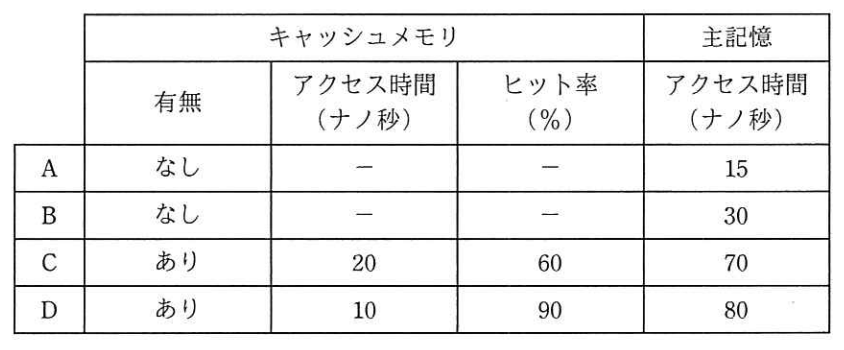 キャッシュメモリ 主記憶
有無 アクセス時間（ナノ秒） ヒット率（％） アクセス時間（ナノ秒）
A なし － － 15
B なし － － 30
C あり 20 60 70
D あり 10 90 80